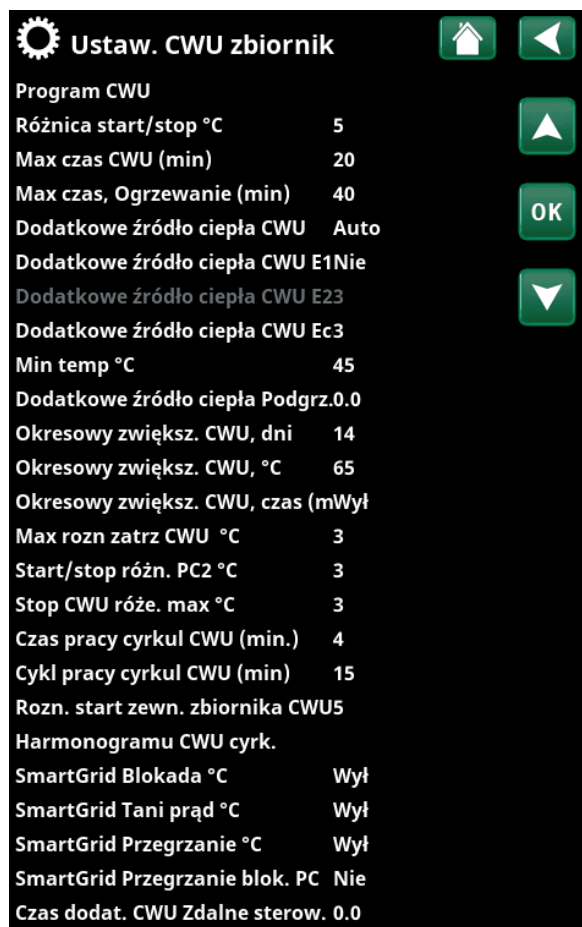 Ustaw. CWU zbiornik
Program CWU
Różnica start/stop °C 5
Max czas CWU (min) 20
Max czas, Ogrzewanie (min) 40
OK
Dodatkowe źródło ciepła CWU Auto
Dodatkowe źródło ciepła CWU E1Nie
Dodatkowe źródło ciepła CWU E23
Dodatkowe źródło ciepła CWU Ec3
Min temp °C 45
Dodatkowe źródło ciepła Podgrz.0.0
Okresowy zwiększ. CWU, dni 14
Okresowy zwiększ. CWU, °C 65
Okresowy zwiększ. CWU, czas (mWył
Max rozn zatrz CWU °C 3
Start/stop różn. PC2 °C 3
Stop CWU róże. max °C 3
Czas pracy cyrkul CWU (min.) 4
Cykl pracy cyrkul CWU (min) 15
Rozn. start zewn. zbiornika CWU5
Harmonogramu CWU cyrk.
SmartGrid Blokada °C Wył
SmartGrid Tani prąd °C Wył
SmartGrid Przegrzanie °C Wył
SmartGrid Przegrzanie blok. PC Nie
Czas dodat. CWU Zdalne sterow. 0.0